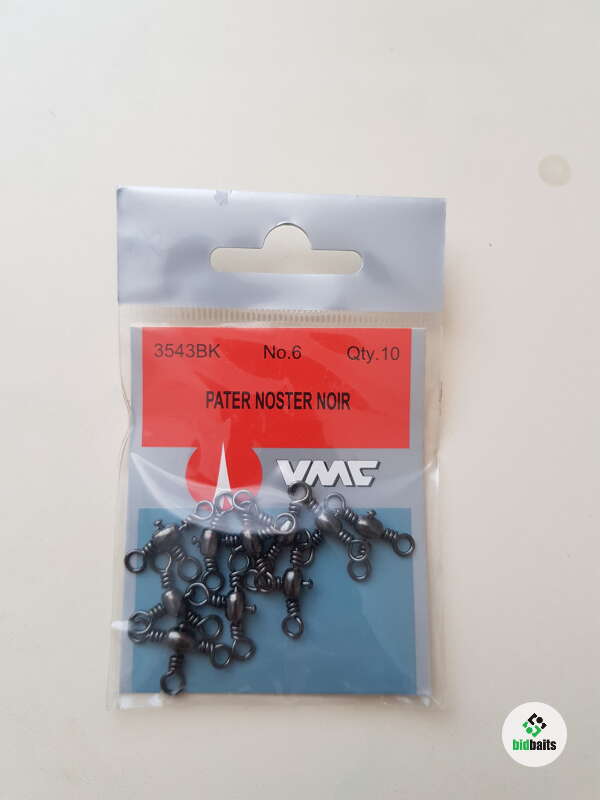 3543BK No.6 Qty.10
PATER NOSTER NOIR
VMC
bidbaits